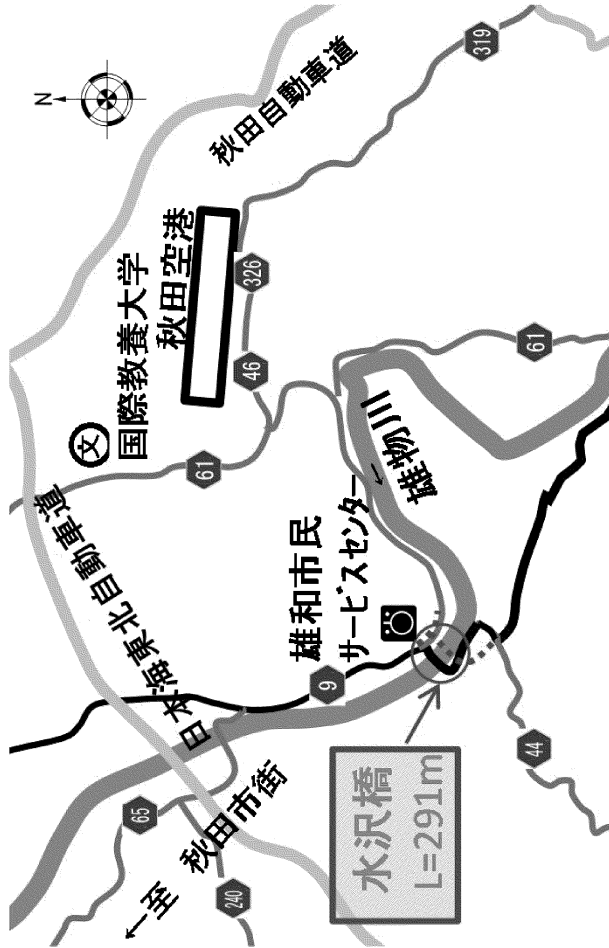 N
秋田自動車道
319
国際教養大学
秋田空港
文
326
46
61
61
日本海東北自動車道
雄物川
←
雄和市民
サービスセンター
9
65
←至 秋田市街
240
44
水沢橋
L=291m